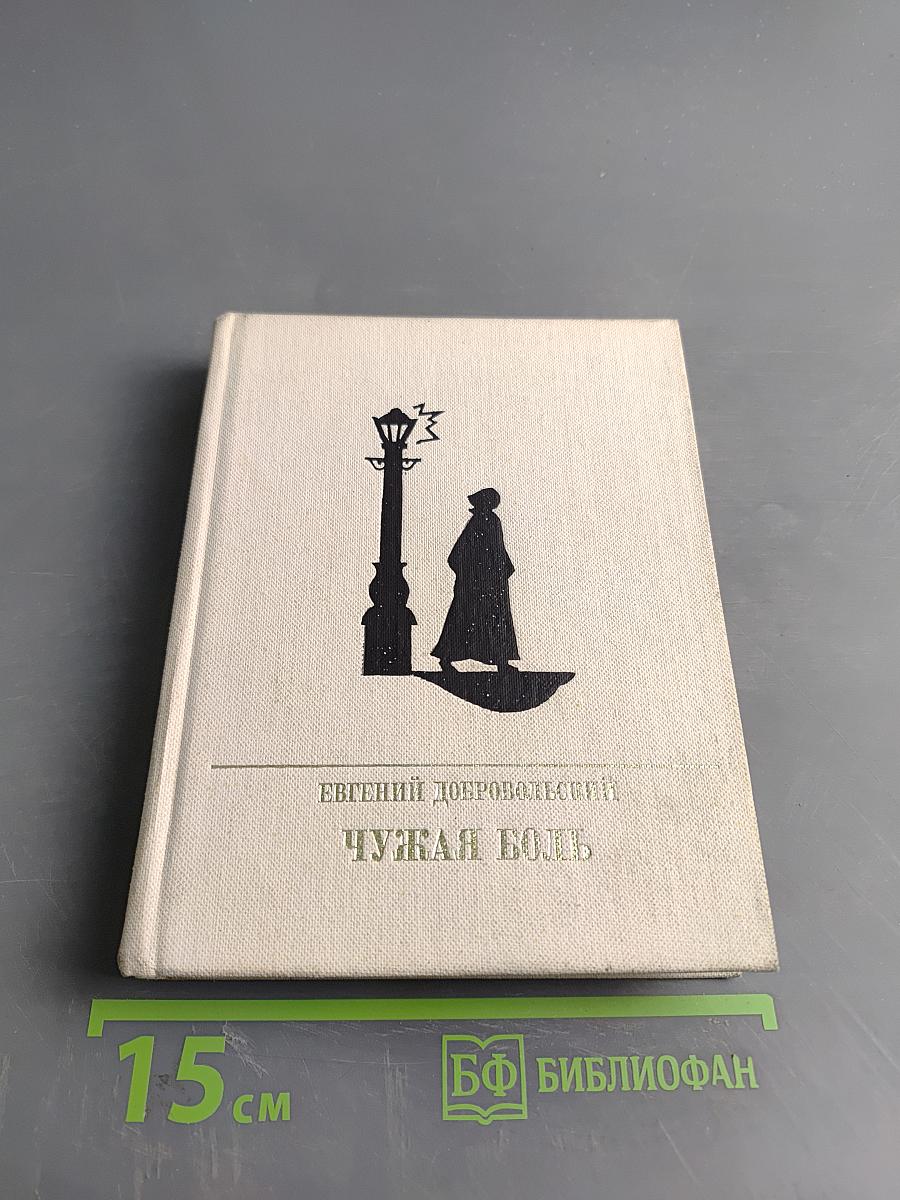 ЕВГЕНИЙ ДОБРОВОЛЬСКИЙ
ЧУЖАЯ БОЛЬ
15 см
БФ БИБЛИОФАН